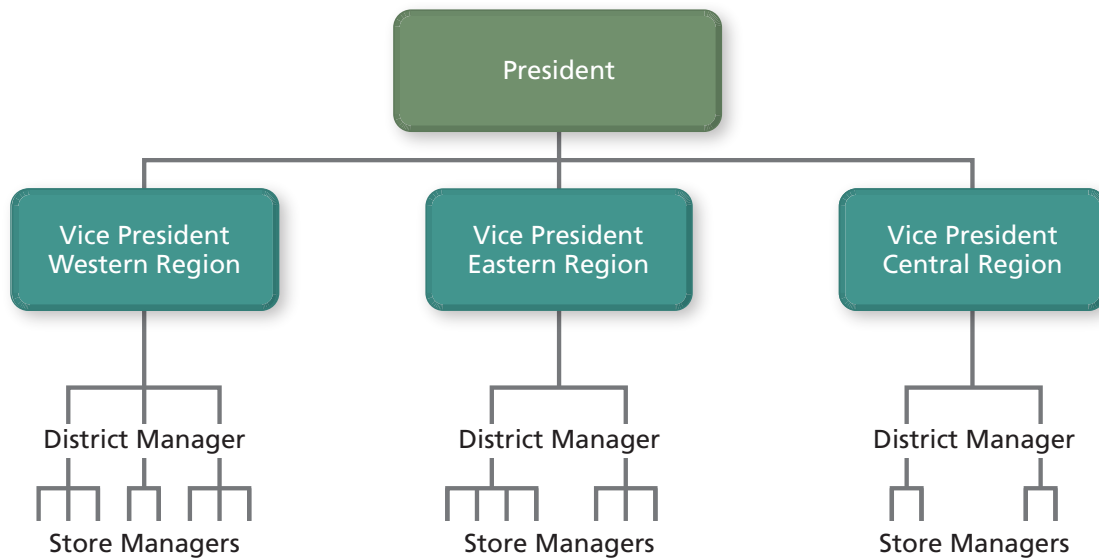 President
Vice President
Western Region
Vice President
Eastern Region
Vice President
Central Region
District Manager
District Manager
District Manager
Store Managers
Store Managers
Store Managers